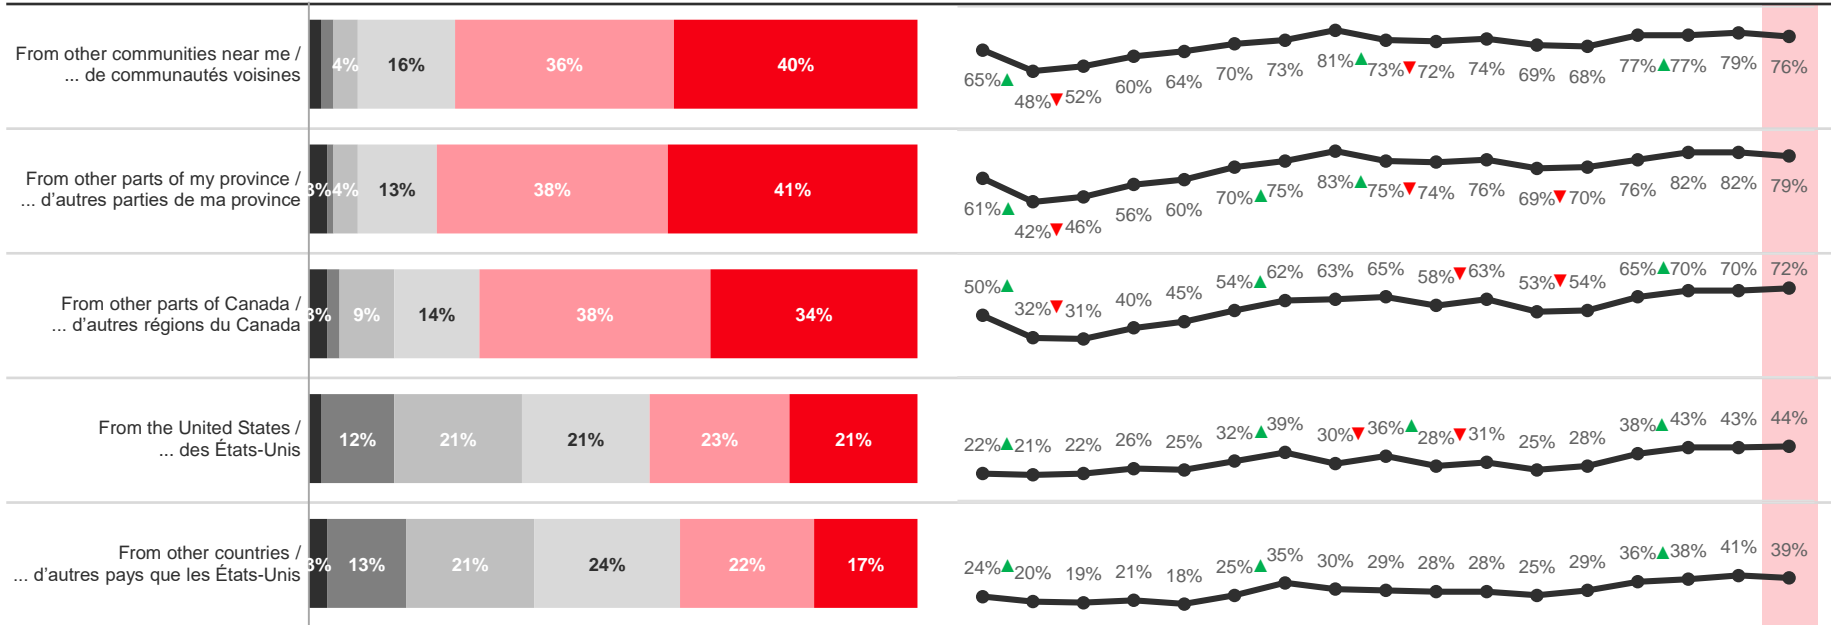 From other communities near me /
... de communautés voisines
4% 16% 36% 40%
65% 48% 52% 60% 64% 70% 73% 81% 73% 72% 74% 69% 68% 77% 77% 79% 76%
From other parts of my province /
... d'autres parties de ma province
3% 4% 13% 38% 41%
61% 42% 46% 56% 60% 70% 75% 83% 75% 74% 76% 69% 70% 76% 82% 82% 79%
From other parts of Canada /
... d'autres régions du Canada
3% 9% 14% 38% 34%
50% 32% 31% 40% 45% 54% 62% 63% 65% 58% 63% 53% 54% 65% 70% 70% 72%
From the United States /
... des États-Unis
12% 21% 21% 23% 21%
22% 21% 22% 26% 25% 32% 39% 30% 36% 28% 31% 25% 28% 38% 43% 43% 44%
From other countries /
... d'autres pays que les États-Unis
3% 13% 21% 24% 22% 17%
24% 20% 19% 21% 18% 25% 35% 30% 29% 28% 28% 25% 29% 36% 38% 41% 39%